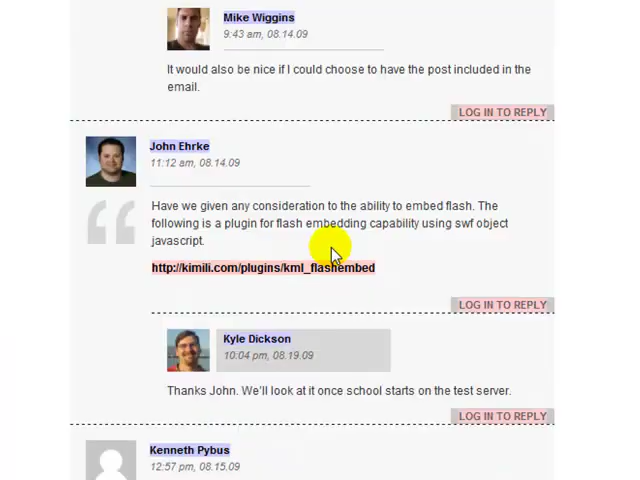 Mike Wiggins
9:43 am, 08.14.09
It would also be nice if I could choose to have the post included in the
email.
LOG IN TO REPLY
John Ehrke
11:12 am, 08.14.09
Have we given any consideration to the ability to embed flash. The
following is a plugin for flash embedding capability using swf object
javascript.
http://kimili.com/plugins/kml_flashembed
LOG IN TO REPLY
Kyle Dickson
10:04 pm, 08.19.09
Thanks John. We'll look at it once school starts on the test server.
LOG IN TO REPLY
Kenneth Pybus
12:57 pm, 08.15.09